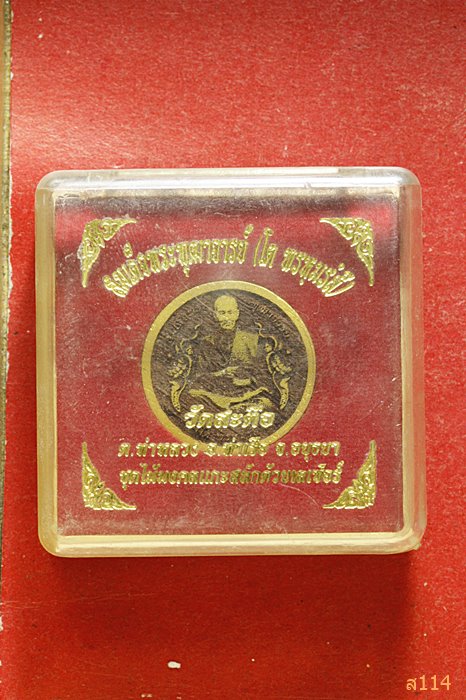 สมเด็จพระพุฒาจารย์ (โต พรหมรังสี)
วัดสะตือ
ต.ท่าหลวง อ.ท่าเรือ จ.อยุธยา
ชุดไม้มงคลแกะสลักด้วยเลเซอร์
ส114